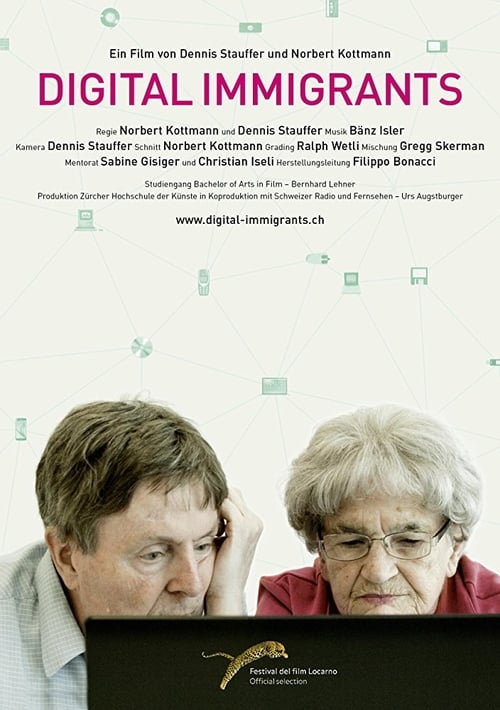 Ein Film von Dennis Stauffer und Norbert Kottmann
DIGITAL IMMIGRANTS
Regie Norbert Kottmann und Dennis Stauffer Musik Bänz Isler
Kamera Dennis Stauffer Schnitt Norbert Kottmann Grading Ralph Wetli Mischung Gregg Skerman
Mentorat Sabine Gisiger und Christian Iseli Herstellungsleitung Filippo Bonacci
Studiengang Bachelor of Arts in Film – Bernhard Lehner
Produktion Zürcher Hochschule der Künste in Koproduktion mit Schweizer Radio und Fernsehen – Urs Augstburger
www.digital-immigrants.ch
Festival del film Locarno
Official selection